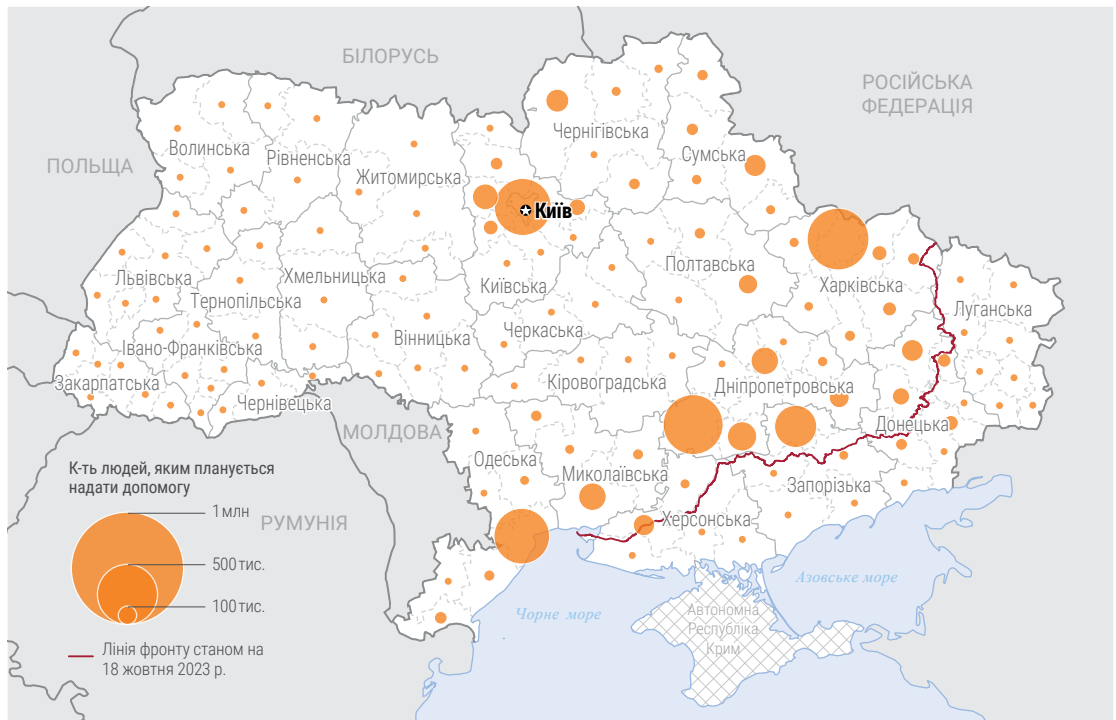 БІЛОРУСЬ
РОСІЙСЬКА
ФЕДЕРАЦІЯ
ПОЛЬЩА
Волинська
Рівненська
Житомирська
Чернігівська
Сумська
Київ
Львівська
Тернопільська
Хмельницька
Київська
Полтавська
Харківська
Луганська
Черкаська
Вінницька
Івано-Франківська
Закарпатська
Чернівецька
Кіровоградська
Дніпропетровська
Донецька
МОЛДОВА
Одеська
Миколаївська
Запорізька
Херсонська
К-ть людей, яким планується
надати допомогу
1 млн
500 тис.
100 тис.
РУМУНІЯ
Лінія фронту станом на
18 жовтня 2023 р.
Чорне море
Азовське море
Автономна
Республіка
Крим